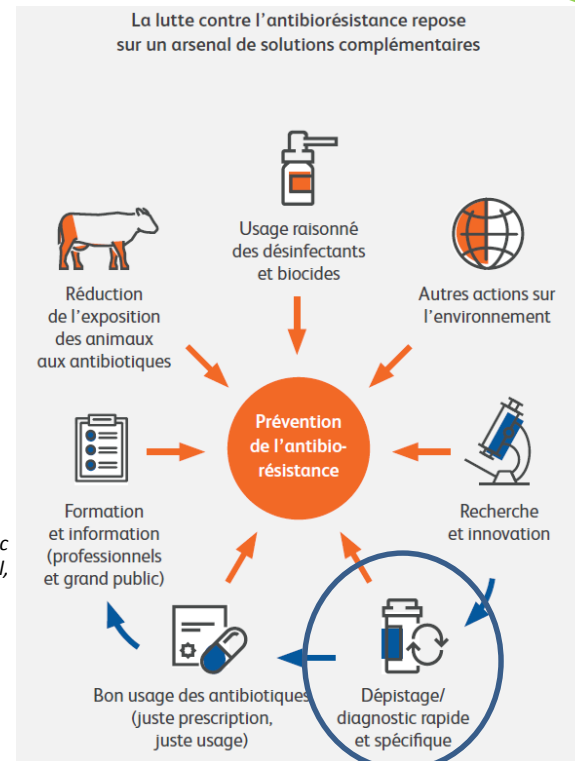 La lutte contre l'antibiorésistance repose
sur un arsenal de solutions complémentaires
Usage raisonné
des désinfectants
et biocides
Réduction
de l'exposition
des animaux
aux antibiotiques
Autres actions sur
l'environnement
Prévention
de l'antibio-
résistance
Formation
et information
(professionnels
et grand public)
Recherche
et innovation
c
l,
Bon usage des antibiotiques
(juste prescription,
juste usage)
Dépistage/
diagnostic rapide
et spécifique